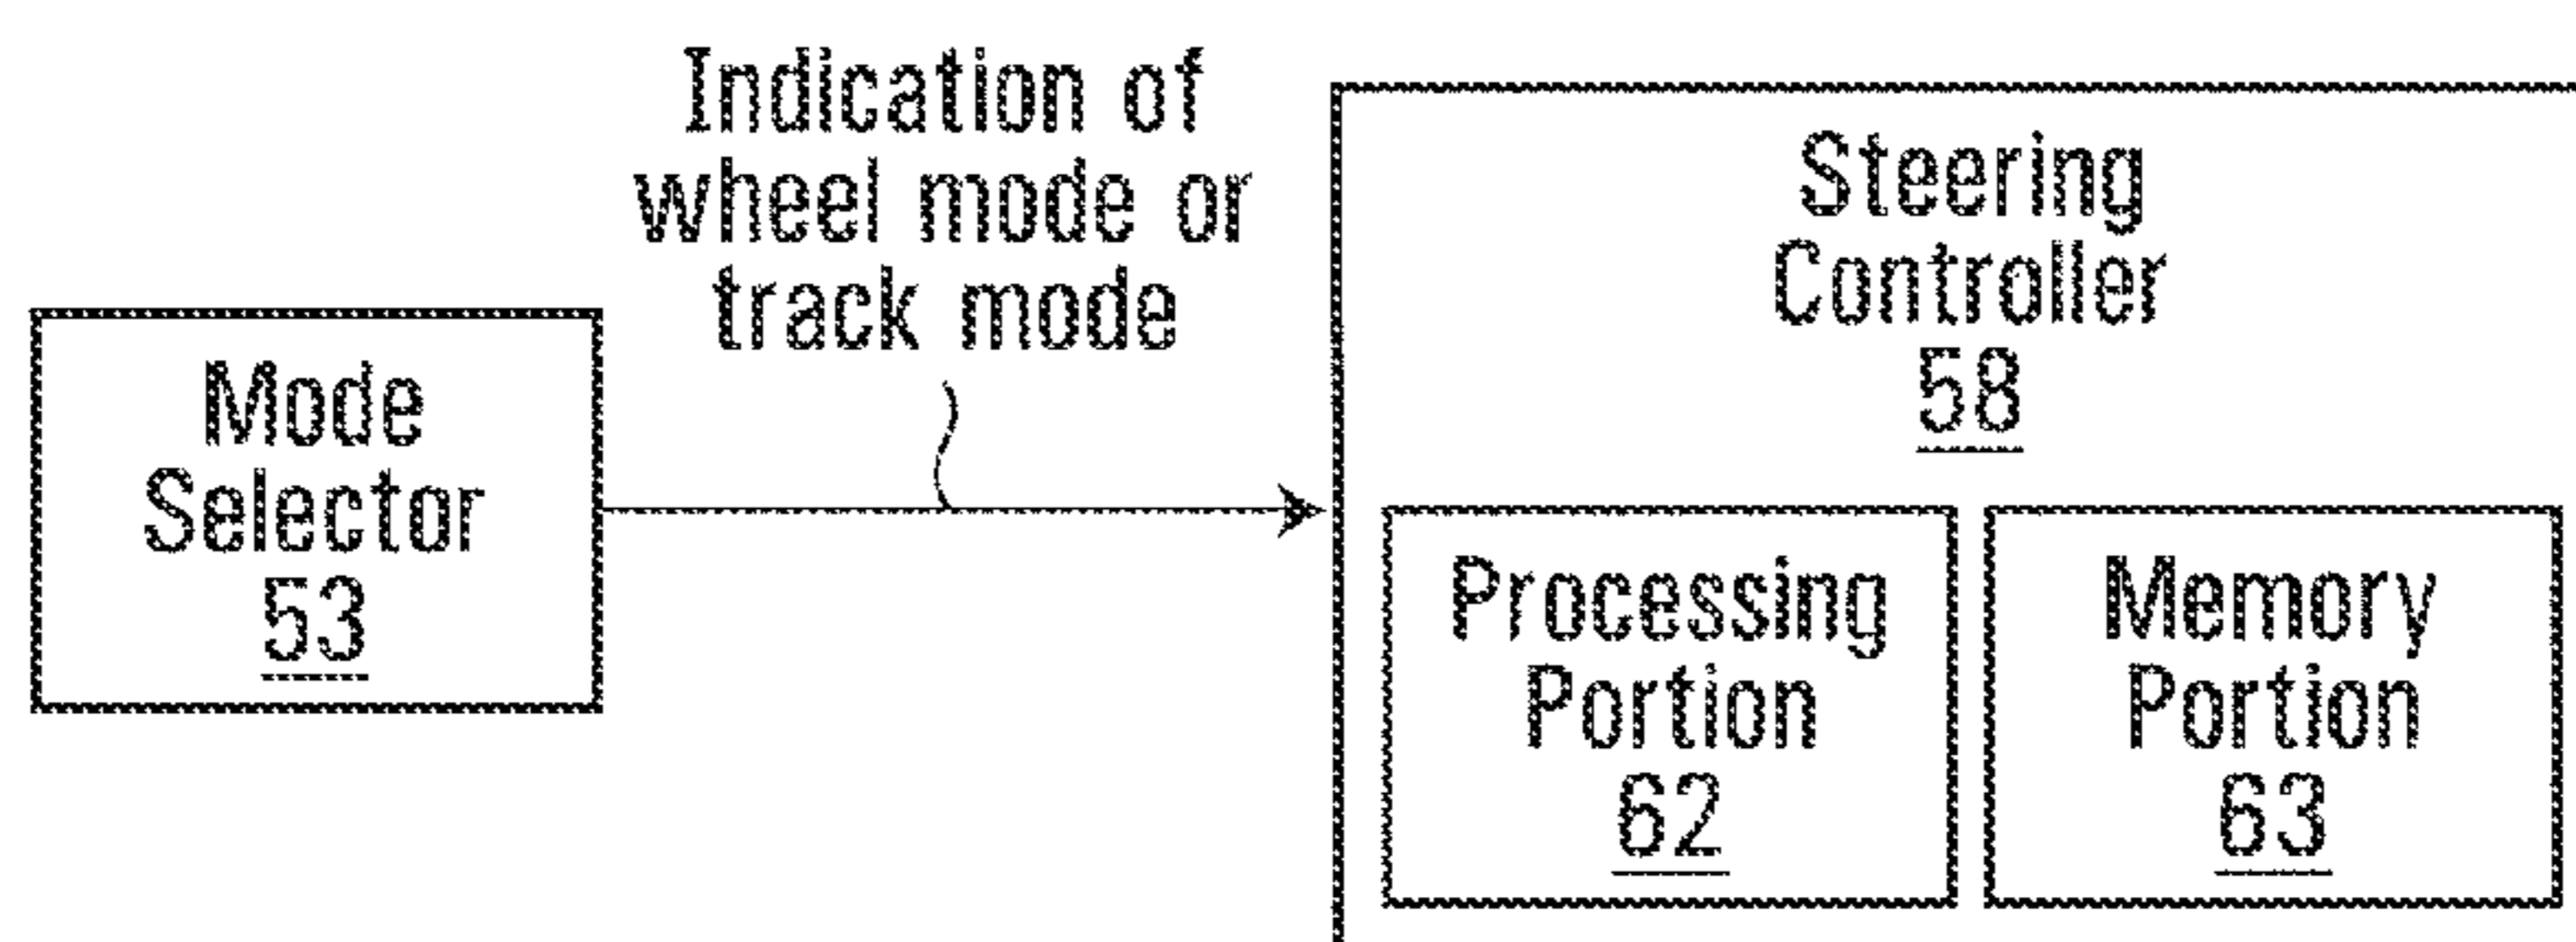 Indication of
wheel mode or
track mode
Mode
Selector
53
Steering
Controller
58
Processing
Portion
62
Memory
Portion
63